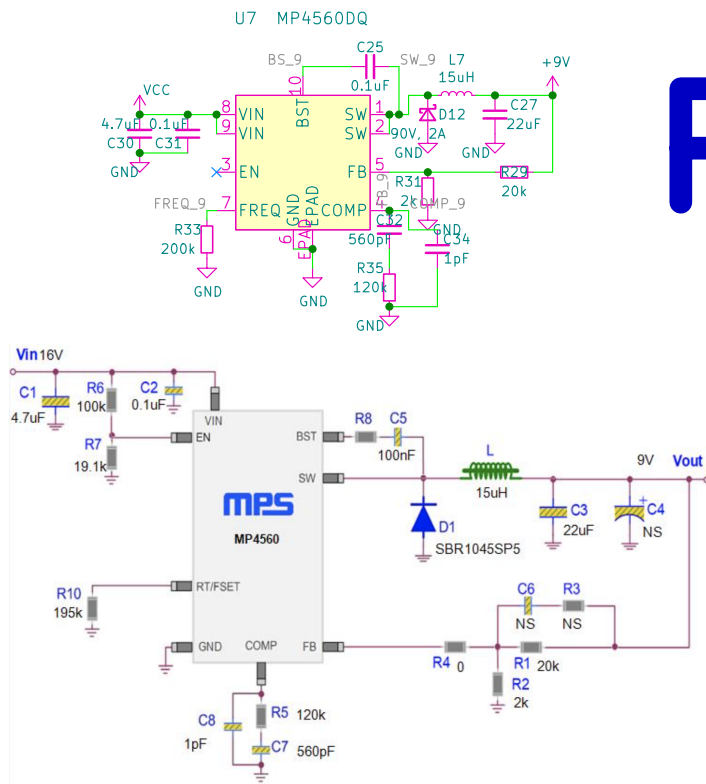 U7 MP4560DQ
BS_9
C25
SW_9
L7
+9V
0.1uF
15uH
VCC
10
BST
8
VIN
SW
1
9
VIN
SW
2
4.7uF
0.1uF
C30
C31
GND
D12
90V, 2A
GND
C27
22uF
GND
3
EN
FB
5
R29
20k
R31
2k
GND
FB_9
FREQ_9
7
FREQ
GND
EPAD
COMP
4
COMP_9
R33
200k
GND
6
EPAD
GND
C32
560pF
C34
1pF
R35
120k
GND
Vin 16V
C1
4.7uF
R6
100k
C2
0.1uF
VIN
R7
19.1k
EN
BST
R8
C5
100nF
SW
L
15uH
9V
Vout
mps
MP4560
D1
SBR1045SP5
C3
22uF
+
C4
NS
R10
195k
RT/FSET
C6
R3
NS
NS
GND
COMP
FB
R4
0
R1
20k
R2
2k
C8
1pF
R5
120k
C7
560pF